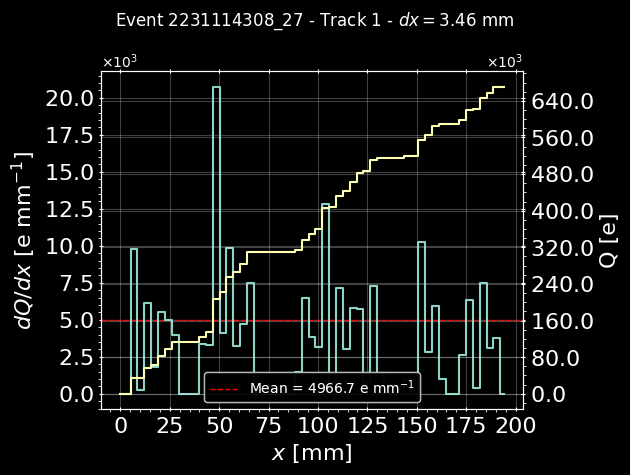 Event 2231114308_27 - Track 1 - dx = 3.46 mm
×10³ ×10³
20.0 640.0
17.5 560.0
15.0 480.0
12.5 400.0
10.0 320.0
7.5 240.0
5.0 160.0
2.5 80.0
0.0 0.0
dQ/dx [e mm⁻¹]
Q [e]
Mean = 4966.7 e mm⁻¹
0 25 50 75 100 125 150 175 200
x [mm]